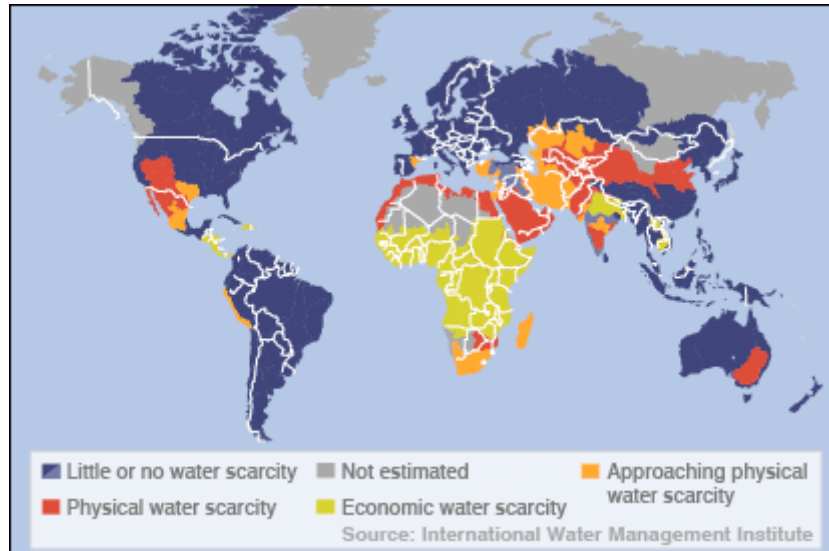 Little or no water scarcity
Not estimated
Approaching physical
water scarcity
Physical water scarcity
Economic water scarcity
Source: International Water Management Institute